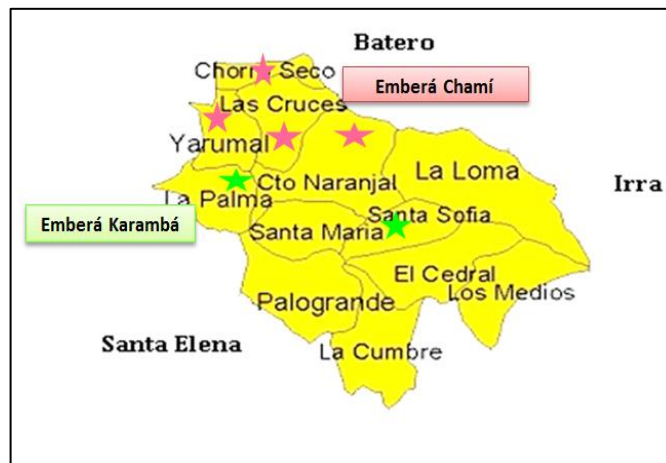 Batero
Chorro Seco
Emberá Chamí
Las Cruces
Yarumal
La Loma
Irra
Cto Naranjal
La Palma
Santa Sofia
Emberá Karambá
Santa Maria
El Cedral
Los Medios
Palogrande
Santa Elena
La Cumbre